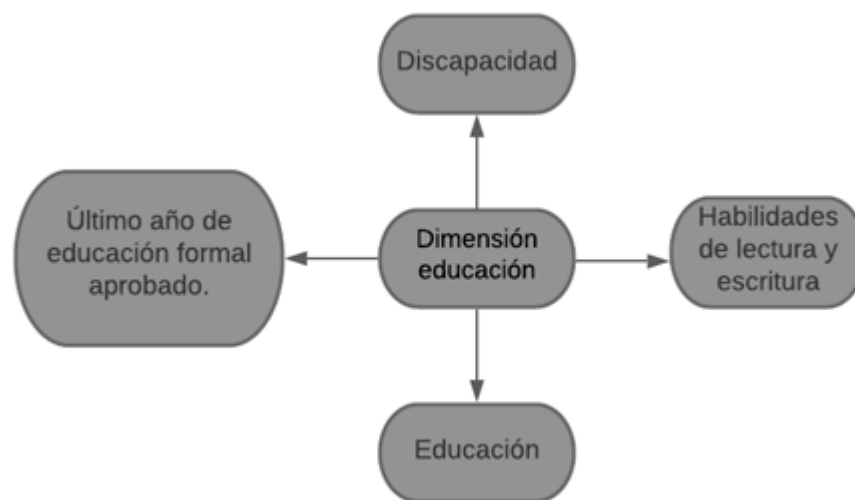 Discapacidad
Último año de
educación formal
aprobado.
Dimensión
educación
Habilidades
de lectura y
escritura
Educación